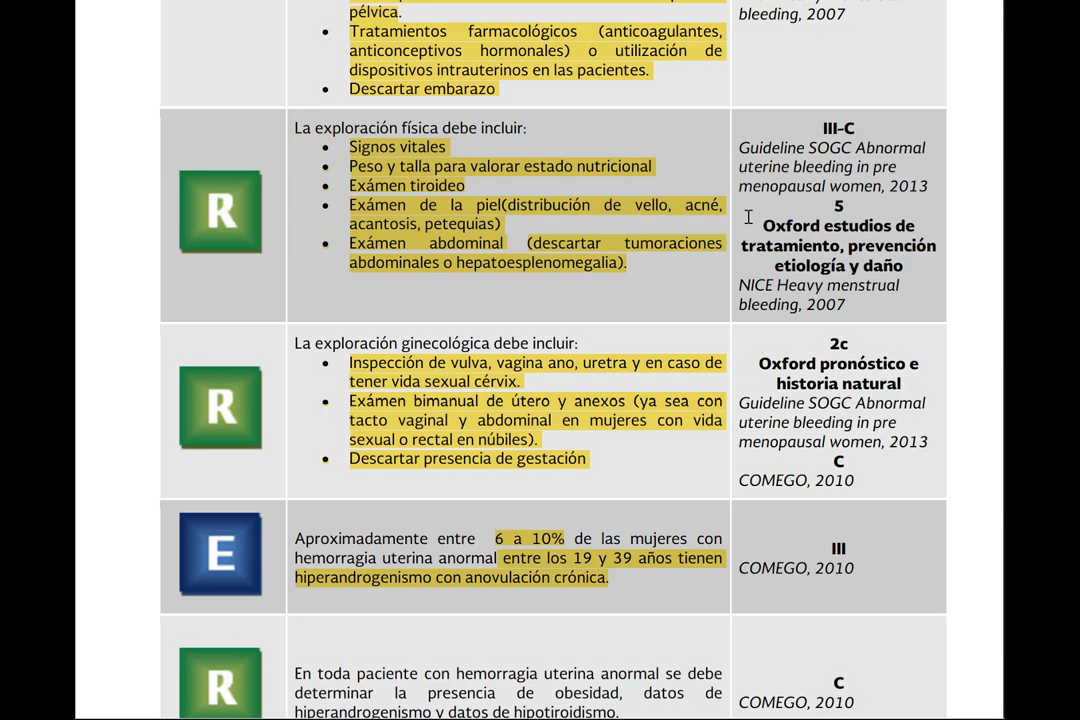 pélvica.
• Tratamientos farmacológicos (anticoagulantes,
anticonceptivos hormonales) o utilización de
dispositivos intrauterinos en las pacientes.
• Descartar embarazo
bleeding, 2007
R
La exploración física debe incluir:
• Signos vitales
• Peso y talla para valorar estado nutricional
• Exámen tiroideo
• Exámen de la piel(distribución de vello, acné,
acantosis, petequias)
• Exámen abdominal (descartar tumoraciones
abdominales o hepatoesplenomegalia).
III-C
Guideline SOGC Abnormal
uterine bleeding in pre
menopausal women, 2013
5
Oxford estudios de
tratamiento, prevención
etiología y daño
NICE Heavy menstrual
bleeding, 2007
R
La exploración ginecológica debe incluir:
• Inspección de vulva, vagina ano, uretra y en caso de
tener vida sexual cérvix.
• Exámen bimanual de útero y anexos (ya sea con
tacto vaginal y abdominal en mujeres con vida
sexual o rectal en núbiles).
• Descartar presencia de gestación
2c
Oxford pronóstico e
historia natural
Guideline SOGC Abnormal
uterine bleeding in pre
menopausal women, 2013
C
COMEGO, 2010
E
Aproximadamente entre 6 a 10% de las mujeres con
hemorragia uterina anormal entre los 19 y 39 años tienen
hiperandrogenismo con anovulación crónica.
III
COMEGO, 2010
R
En toda paciente con hemorragia uterina anormal se debe
determinar la presencia de obesidad, datos de
hiperandrogenismo y datos de hipotiroidismo.
C
COMEGO, 2010